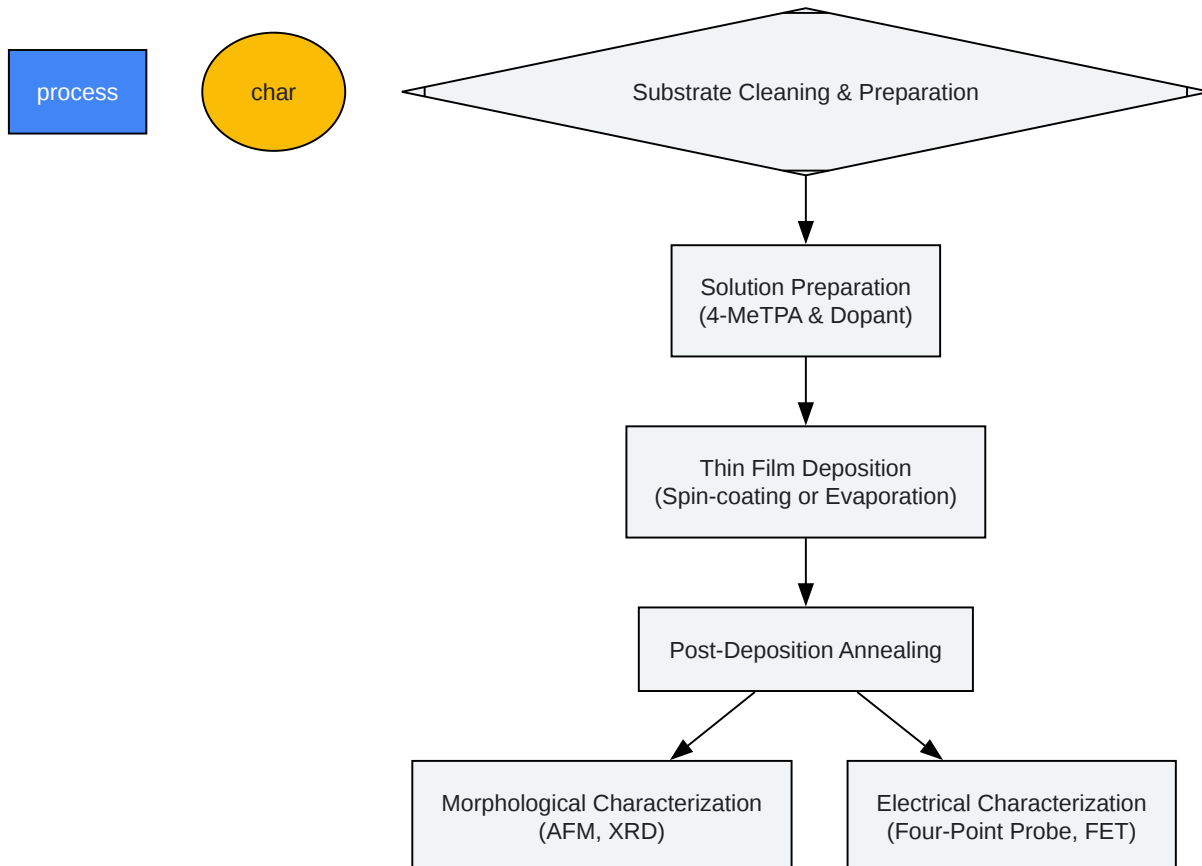 process
char
Substrate Cleaning & Preparation
Solution Preparation
(4-MeTPA & Dopant)
Thin Film Deposition
(Spin-coating or Evaporation)
Post-Deposition Annealing
Morphological Characterization
(AFM, XRD)
Electrical Characterization
(Four-Point Probe, FET)